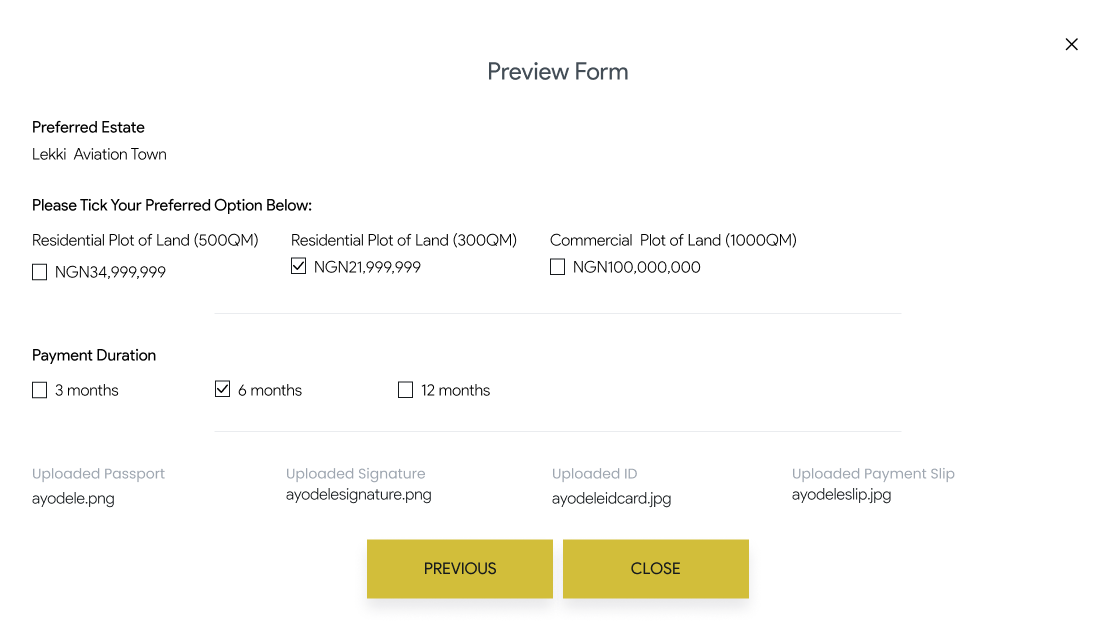 Preview Form
Preferred Estate
Lekki  Aviation Town
Please Tick Your Preferred Option Below:
Residential Plot of Land (500QM) Residential Plot of Land (300QM) Commercial  Plot of Land (1000QM)
NGN34,999,999 NGN21,999,999 NGN100,000,000
Payment Duration
3 months 6 months 12 months
Uploaded Passport Uploaded Signature Uploaded ID Uploaded Payment Slip
ayodele.png ayodelesignature.png ayodeleidcard.jpg ayodeleslip.jpg
PREVIOUS CLOSE